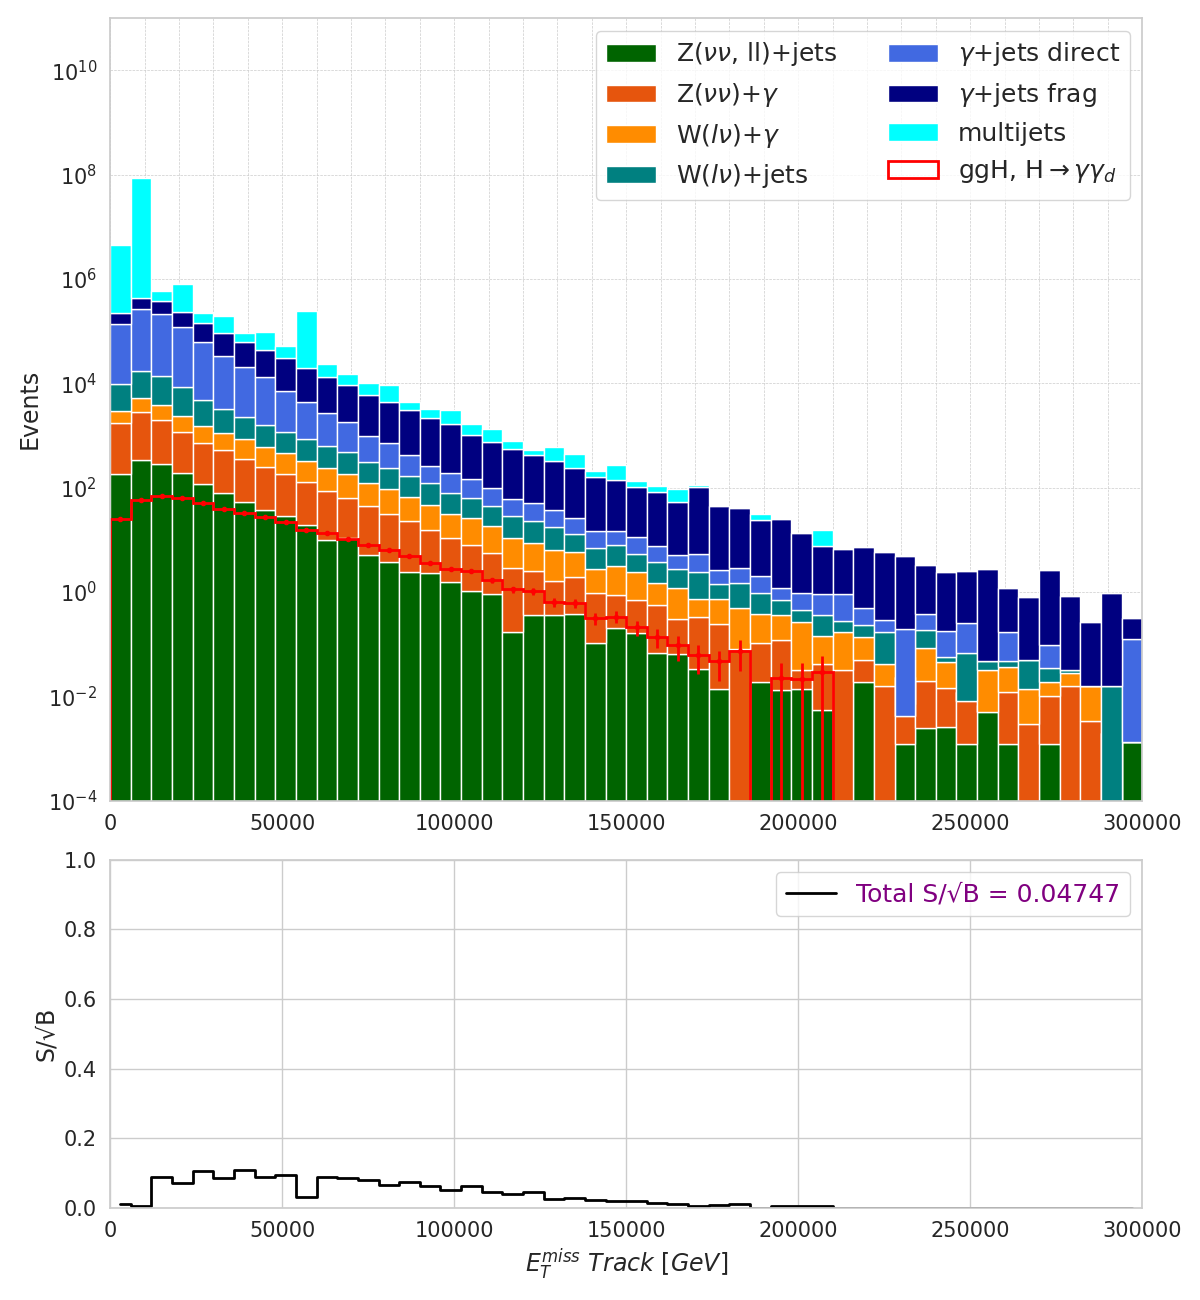 Z(νν, ll)+jets
Z(νν)+γ
W(lν)+γ
W(lν)+jets
γ+jets direct
γ+jets frag
multijets
ggH, H→γγ_d
Events
10^10
10^8
10^6
10^4
10^2
10^0
10^−2
10^−4
0 50000 100000 150000 200000 250000 300000
Total S/√B = 0.04747
S/√B
1.0
0.8
0.6
0.4
0.2
0.0
0 50000 100000 150000 200000 250000 300000
E_T^miss Track [GeV]